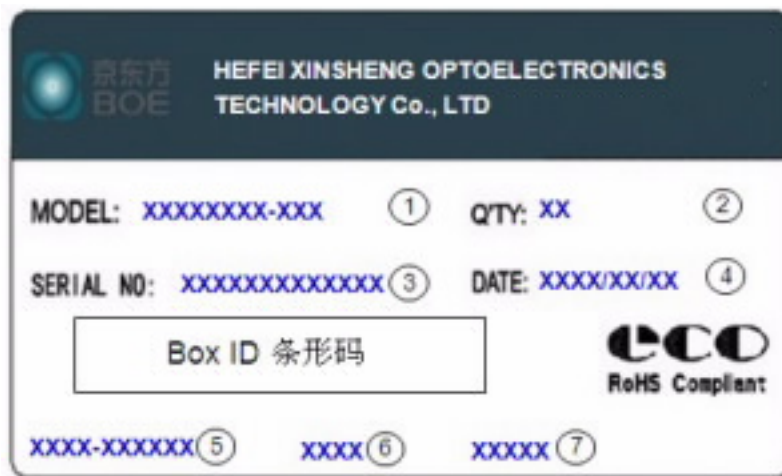 京东方
BOE
HEFEI XINSHENG OPTOELECTRONICS
TECHNOLOGY Co., LTD
MODEL: XXXXXXXX-XXX ① Q'TY: XX ②
SERIAL NO: XXXXXXXXXXXXX ③ DATE: XXXX/XX/XX ④
Box ID 条形码
eco
RoHS Compliant
XXXX-XXXXXX ⑤ XXXX ⑥ XXXXX ⑦